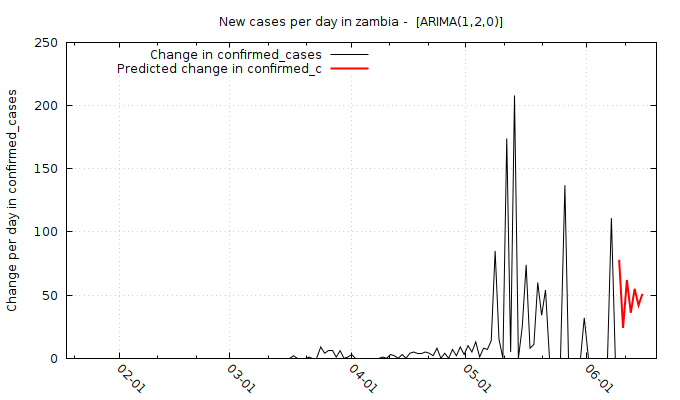 New cases per day in zambia -  [ARIMA(1,2,0)]
Change in confirmed_cases
Predicted change in confirmed_c
Change per day in confirmed_cases
250
200
150
100
50
0
02-01
03-01
04-01
05-01
06-01